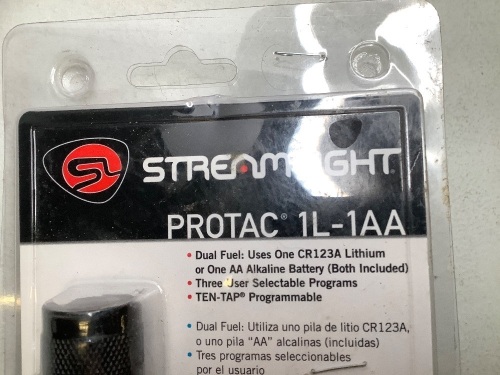 STREAMLIGHT
PROTAC® 1L-1AA
• Dual Fuel: Uses One CR123A Lithium
or One AA Alkaline Battery (Both Included)
• Three User Selectable Programs
• TEN-TAP® Programmable
• Dual Fuel: Utiliza uno pila de litio CR123A,
o uno pila "AA" alcalinas (incluidas)
• Tres programas seleccionables
por el usuario